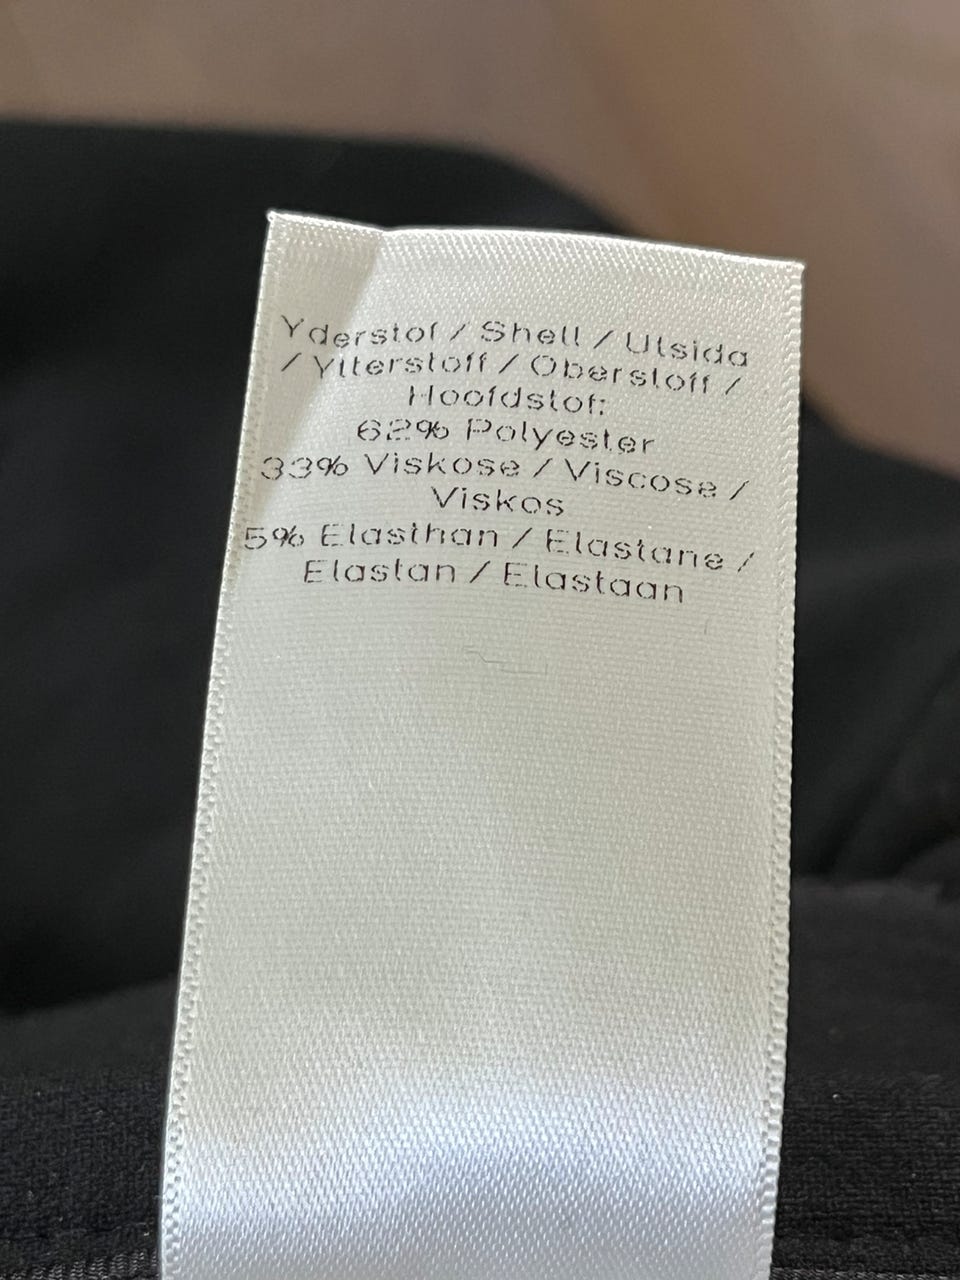 Yderstof / Shell / Utsida
/ Ytterstoff / Oberstoff /
Hoofdstof:
62% Polyester
33% Viskose / Viscose /
Viskos
5% Elasthan / Elastane /
Elastan / Elastaan